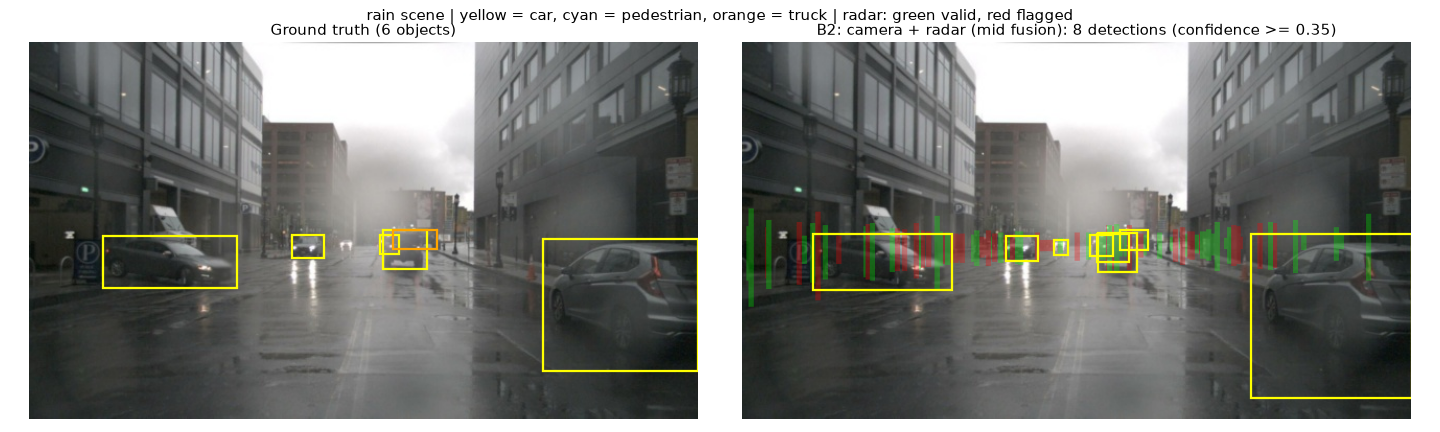 rain scene | yellow = car, cyan = pedestrian, orange = truck | radar: green valid, red flagged
Ground truth (6 objects)
B2: camera + radar (mid fusion): 8 detections (confidence >= 0.35)
P
P
P
P